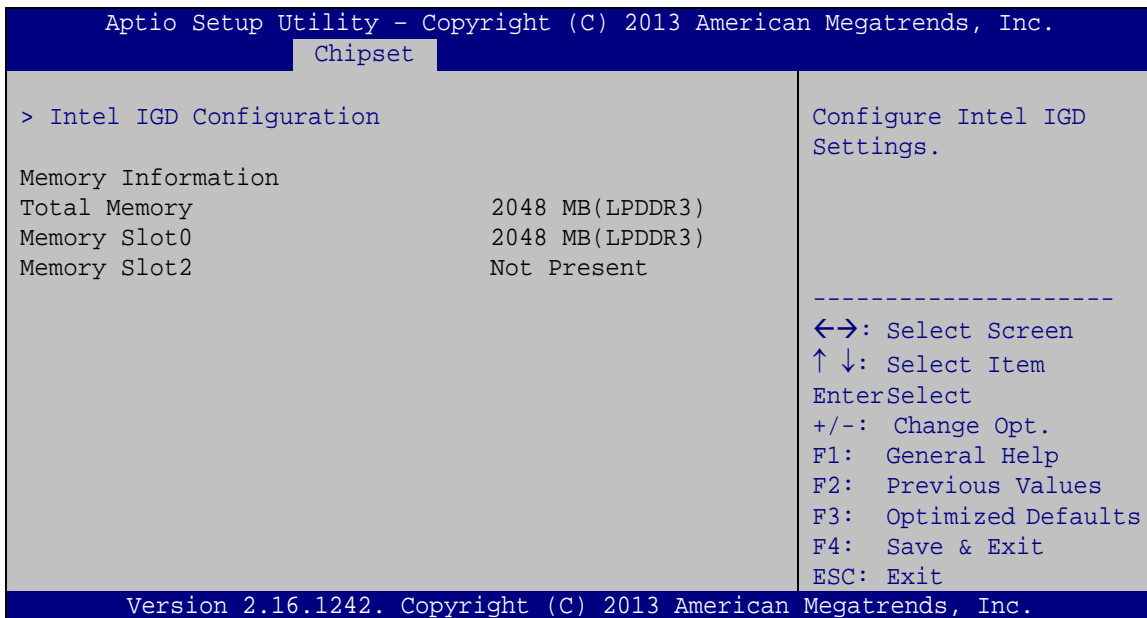 Aptio Setup Utility – Copyright (C) 2013 American Megatrends, Inc.
Chipset
> Intel IGD Configuration
Memory Information
Total Memory 2048 MB(LPDDR3)
Memory Slot0 2048 MB(LPDDR3)
Memory Slot2 Not Present
Configure Intel IGD
Settings.
---------------------
←→: Select Screen
↑ ↓: Select Item
EnterSelect
+/-: Change Opt.
F1: General Help
F2: Previous Values
F3: Optimized Defaults
F4: Save & Exit
ESC: Exit
Version 2.16.1242. Copyright (C) 2013 American Megatrends, Inc.